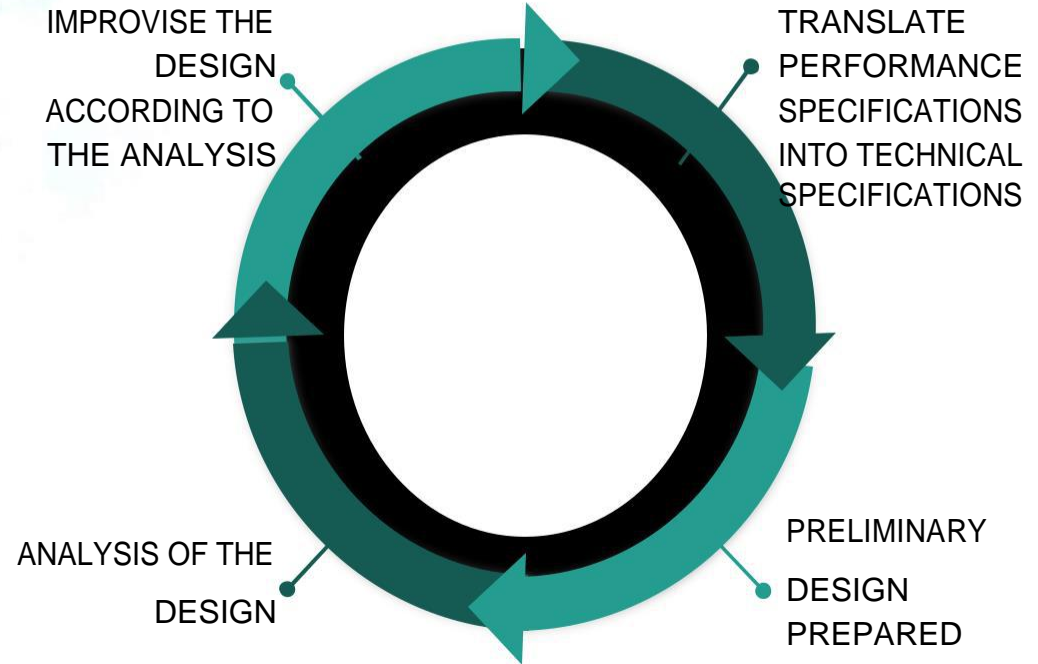 IMPROVISE THE
DESIGN
ACCORDING TO
THE ANALYSIS
TRANSLATE
PERFORMANCE
SPECIFICATIONS
INTO TECHNICAL
SPECIFICATIONS
PRELIMINARY
DESIGN
PREPARED
ANALYSIS OF THE
DESIGN